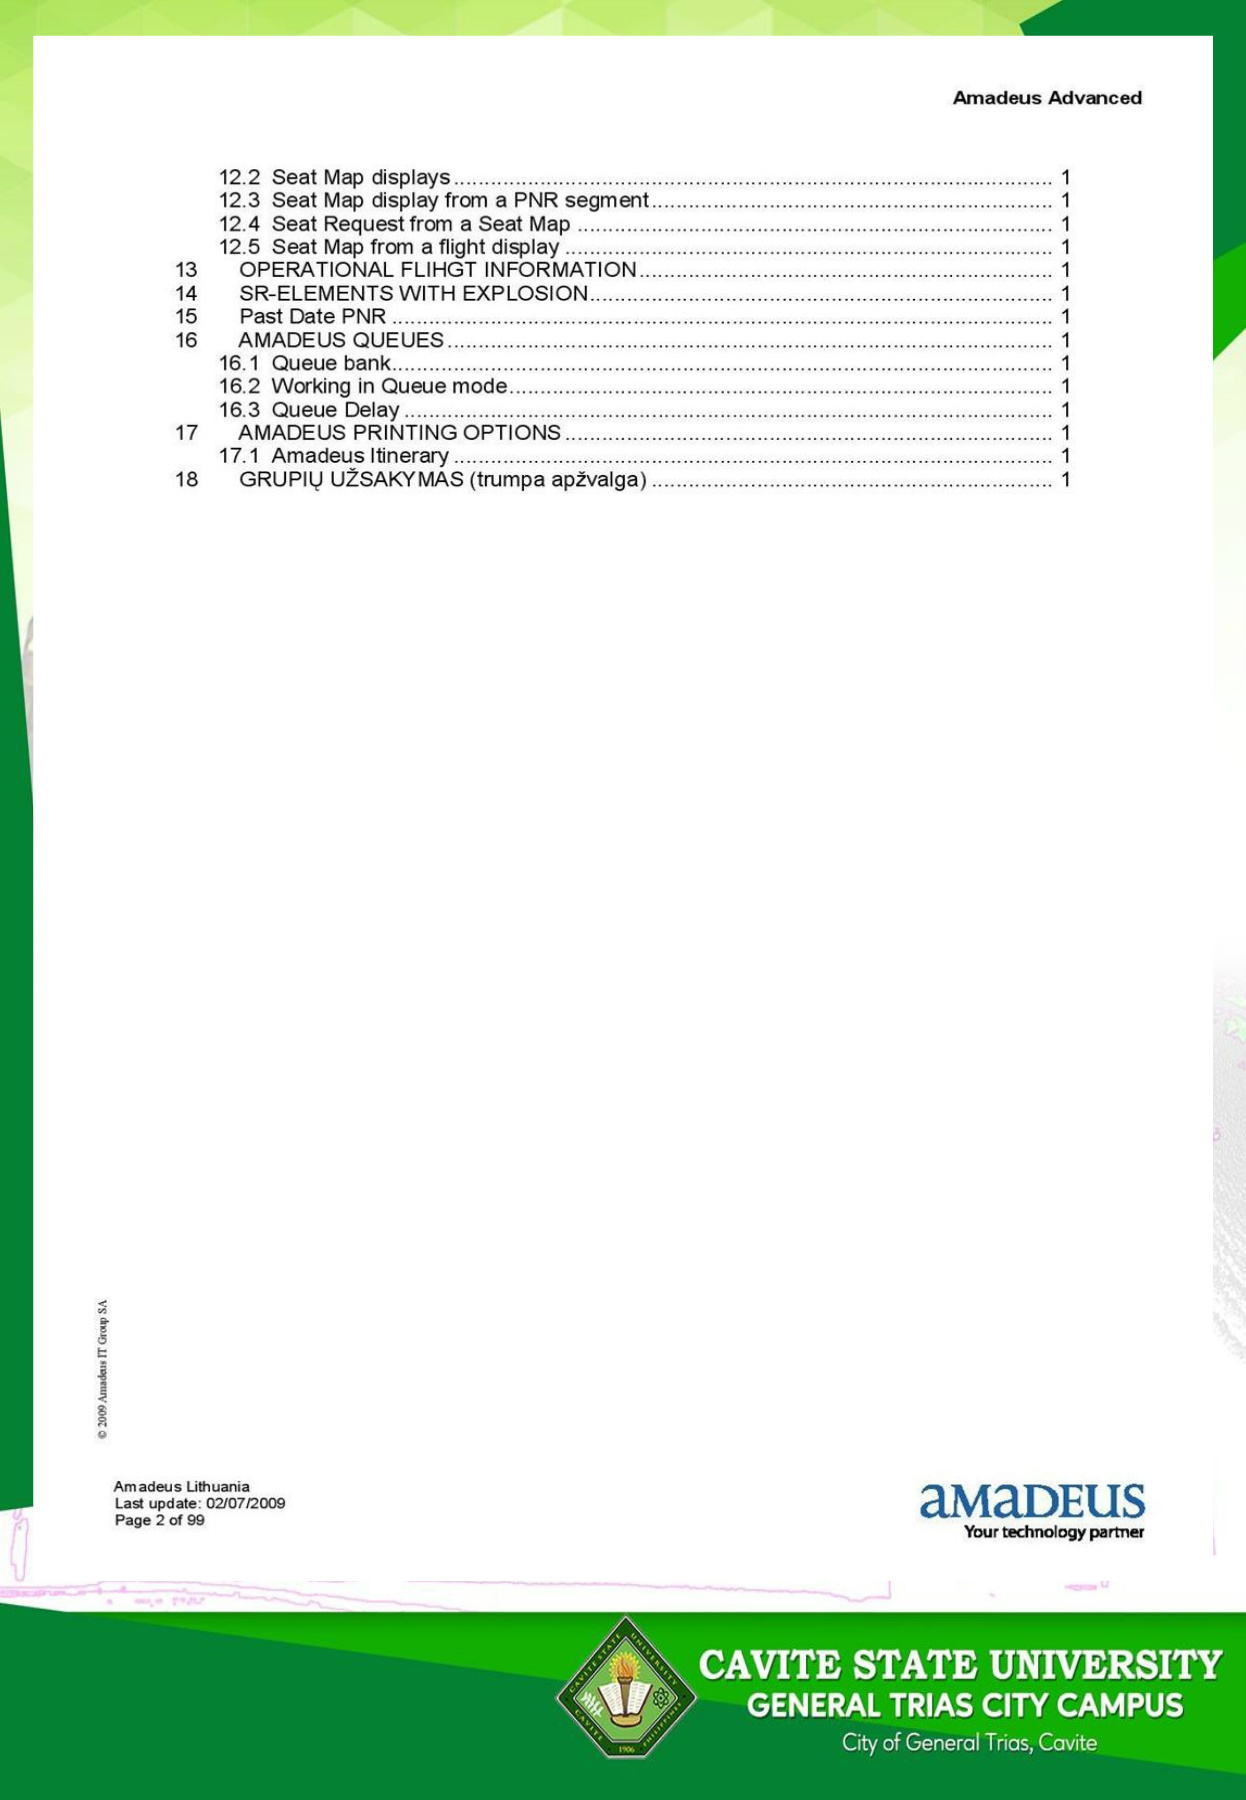 Amadeus Advanced
12.2 Seat Map displays 1
12.3 Seat Map display from a PNR segment 1
12.4 Seat Request from a Seat Map 1
12.5 Seat Map from a flight display 1
13 OPERATIONAL FLIHGT INFORMATION 1
14 SR-ELEMENTS WITH EXPLOSION 1
15 Past Date PNR 1
16 AMADEUS QUEUES 1
16.1 Queue bank 1
16.2 Working in Queue mode 1
16.3 Queue Delay 1
17 AMADEUS PRINTING OPTIONS 1
17.1 Amadeus Itinerary 1
18 GRUPIŲ UŽSAKYMAS (trumpa apžvalga) 1
© 2009 Amadeus IT Group SA
Amadeus Lithuania
Last update: 02/07/2009
Page 2 of 99
aMaDEUS
Your technology partner
CAVITE STATE UNIVERSITY
CAVITE PHILIPPINES
1906
CAVITE STATE UNIVERSITY
GENERAL TRIAS CITY CAMPUS
City of General Trias, Cavite